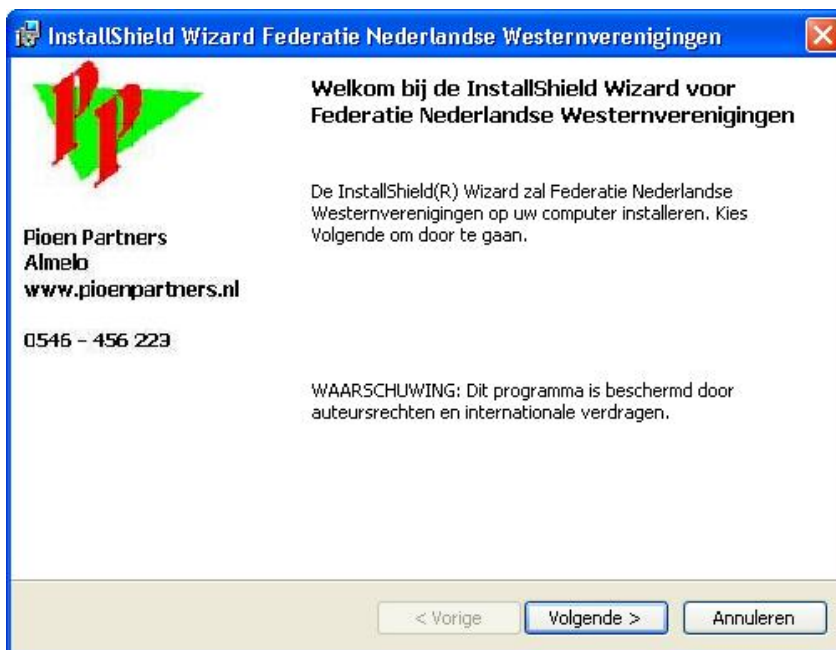 InstallShield Wizard Federatie Nederlandse Westernverenigingen
PP
Pioen Partners
Almelo
www.pioenpartners.nl
0546 - 456 223
Welkom bij de InstallShield Wizard voor
Federatie Nederlandse Westernverenigingen
De InstallShield(R) Wizard zal Federatie Nederlandse
Westernverenigingen op uw computer installeren. Kies
Volgende om door te gaan.
WAARSCHUWING: Dit programma is beschermd door
auteursrechten en internationale verdragen.
< Vorige
Volgende >
Annuleren